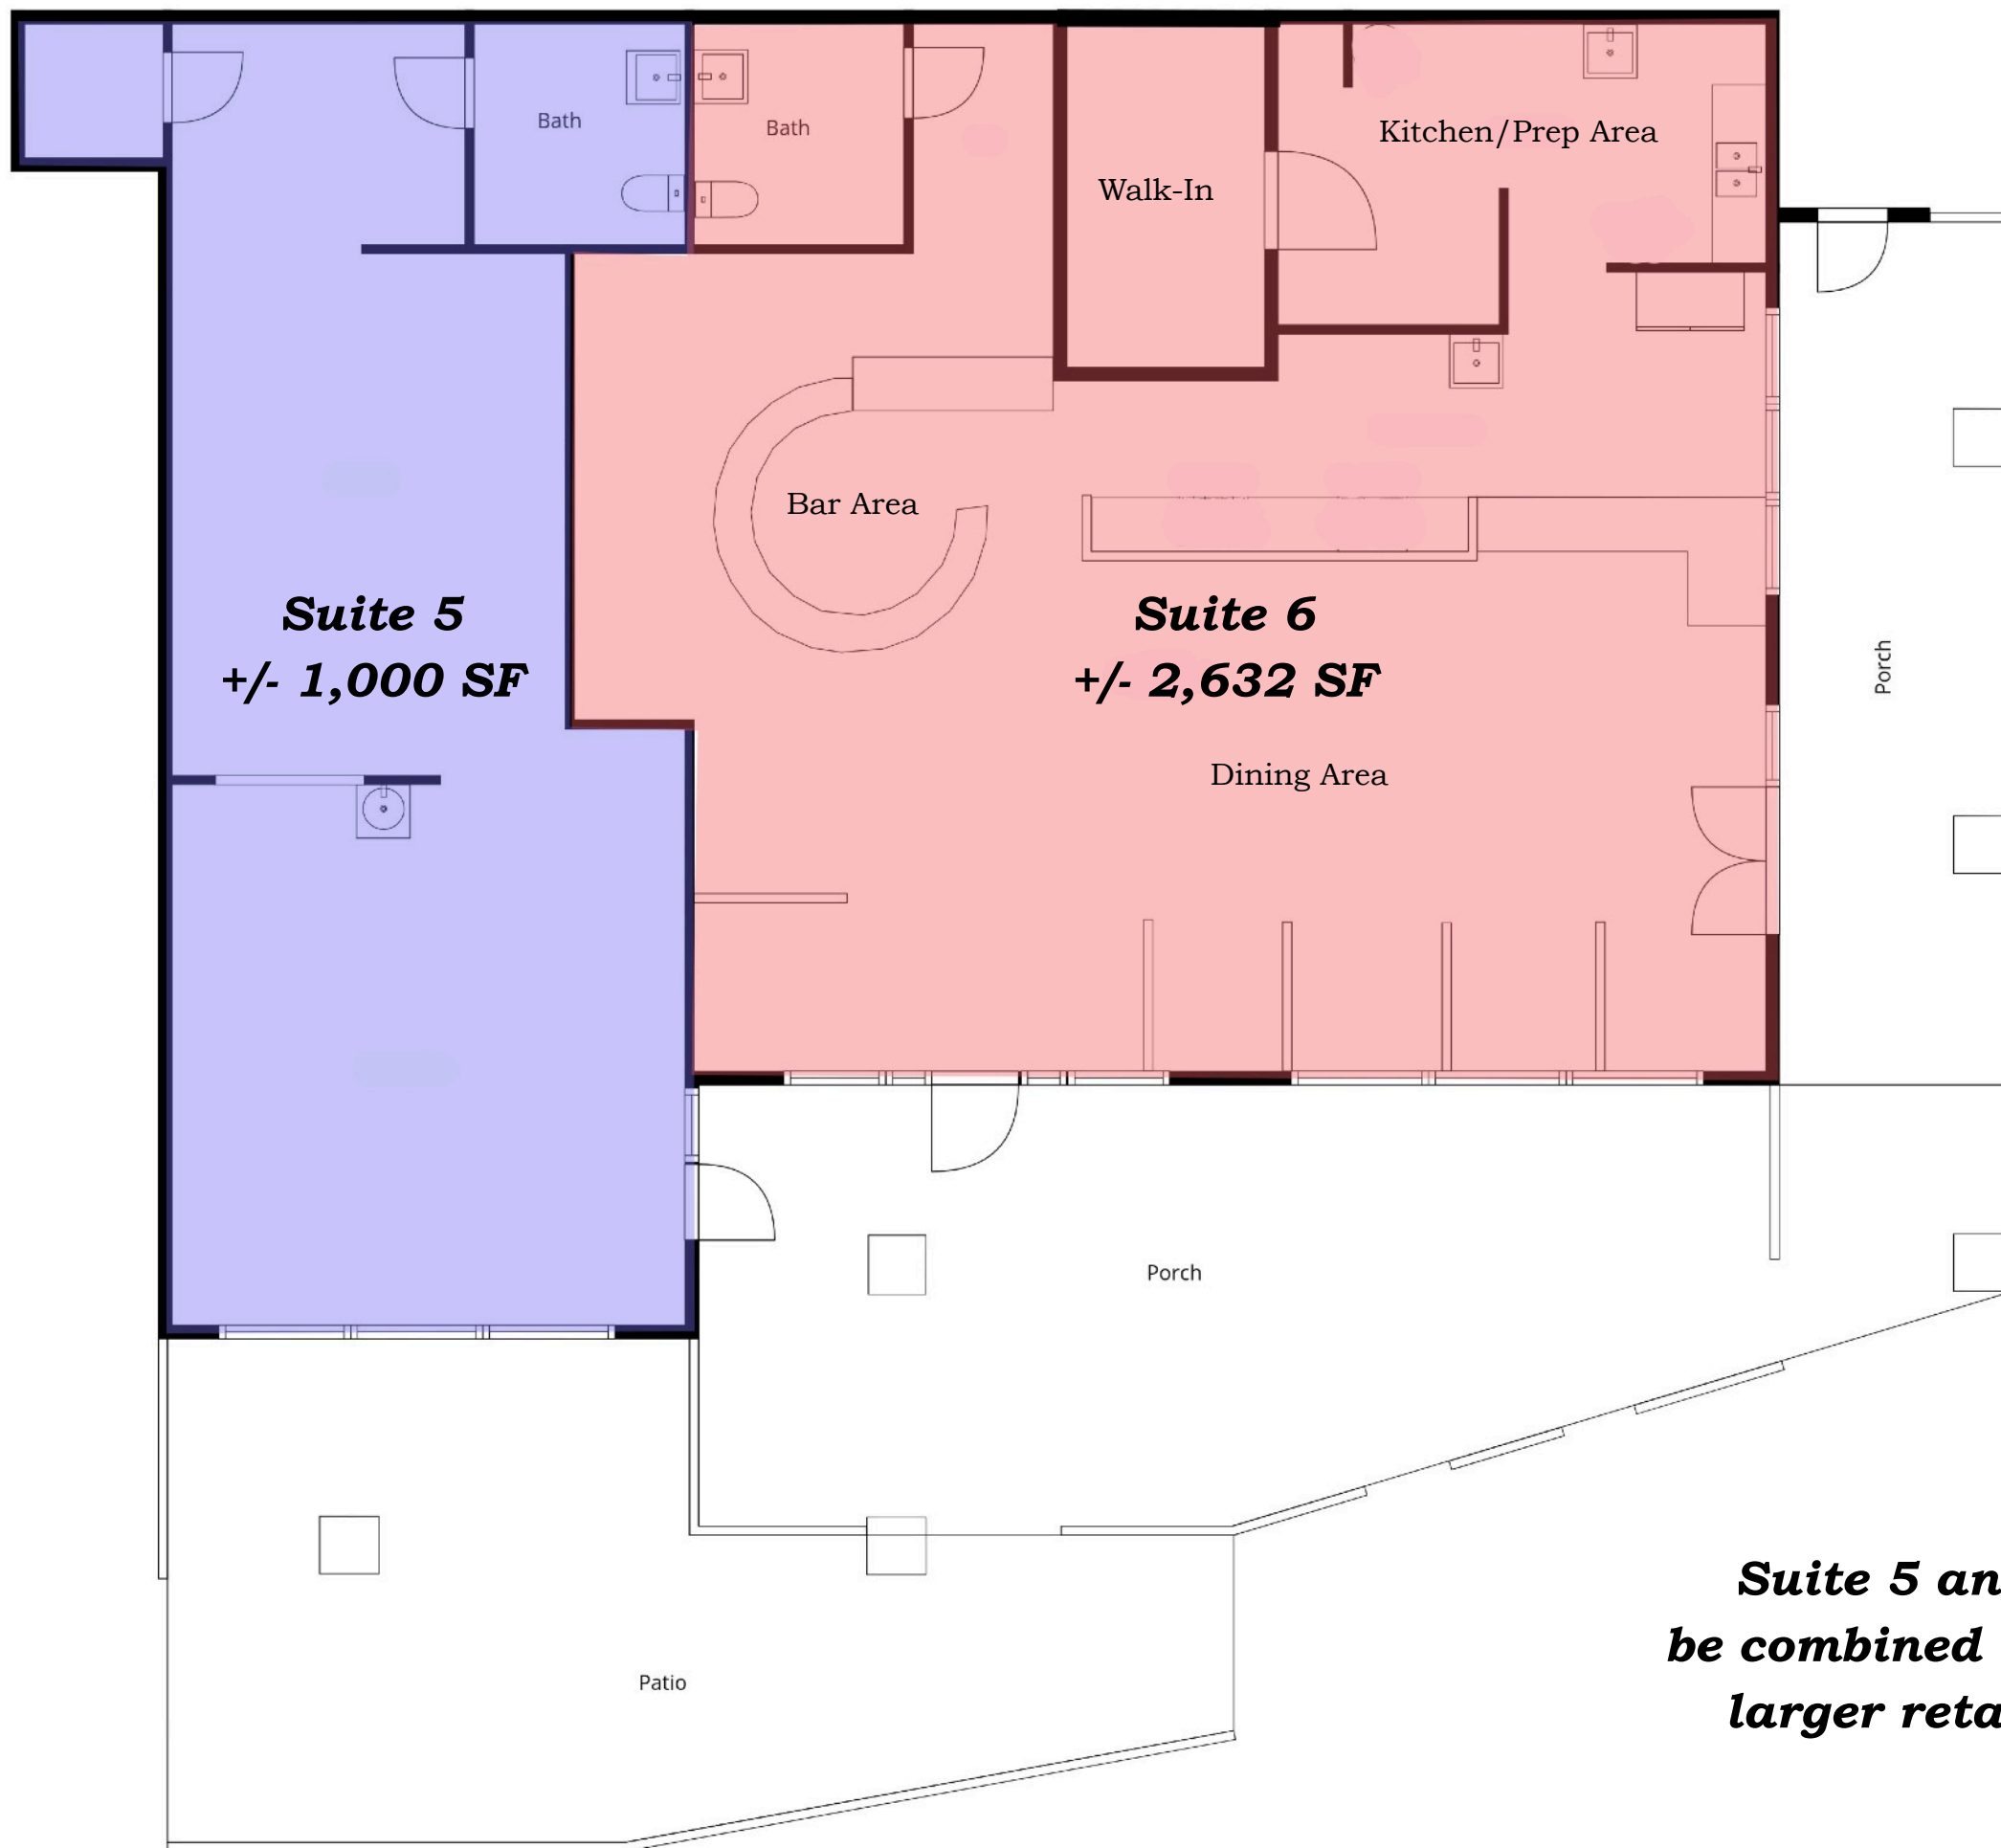 Bath
Bath
Kitchen/Prep Area
Walk-In
Bar Area
Suite 5
+/- 1,000 SF
Suite 6
+/- 2,632 SF
Porch
Dining Area
Porch
Suite 5 an
be combined
larger reta
Patio